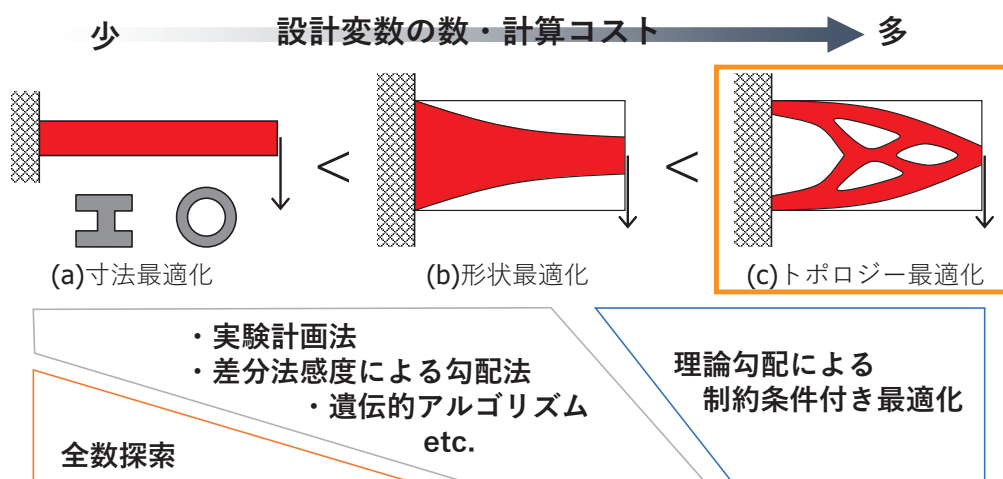 少 設計変数の数・計算コスト 多
< <
(a)寸法最適化 (b)形状最適化 (c)トポロジー最適化
・実験計画法
・差分法感度による勾配法
・遺伝的アルゴリズム
etc.
理論勾配による
制約条件付き最適化
全数探索